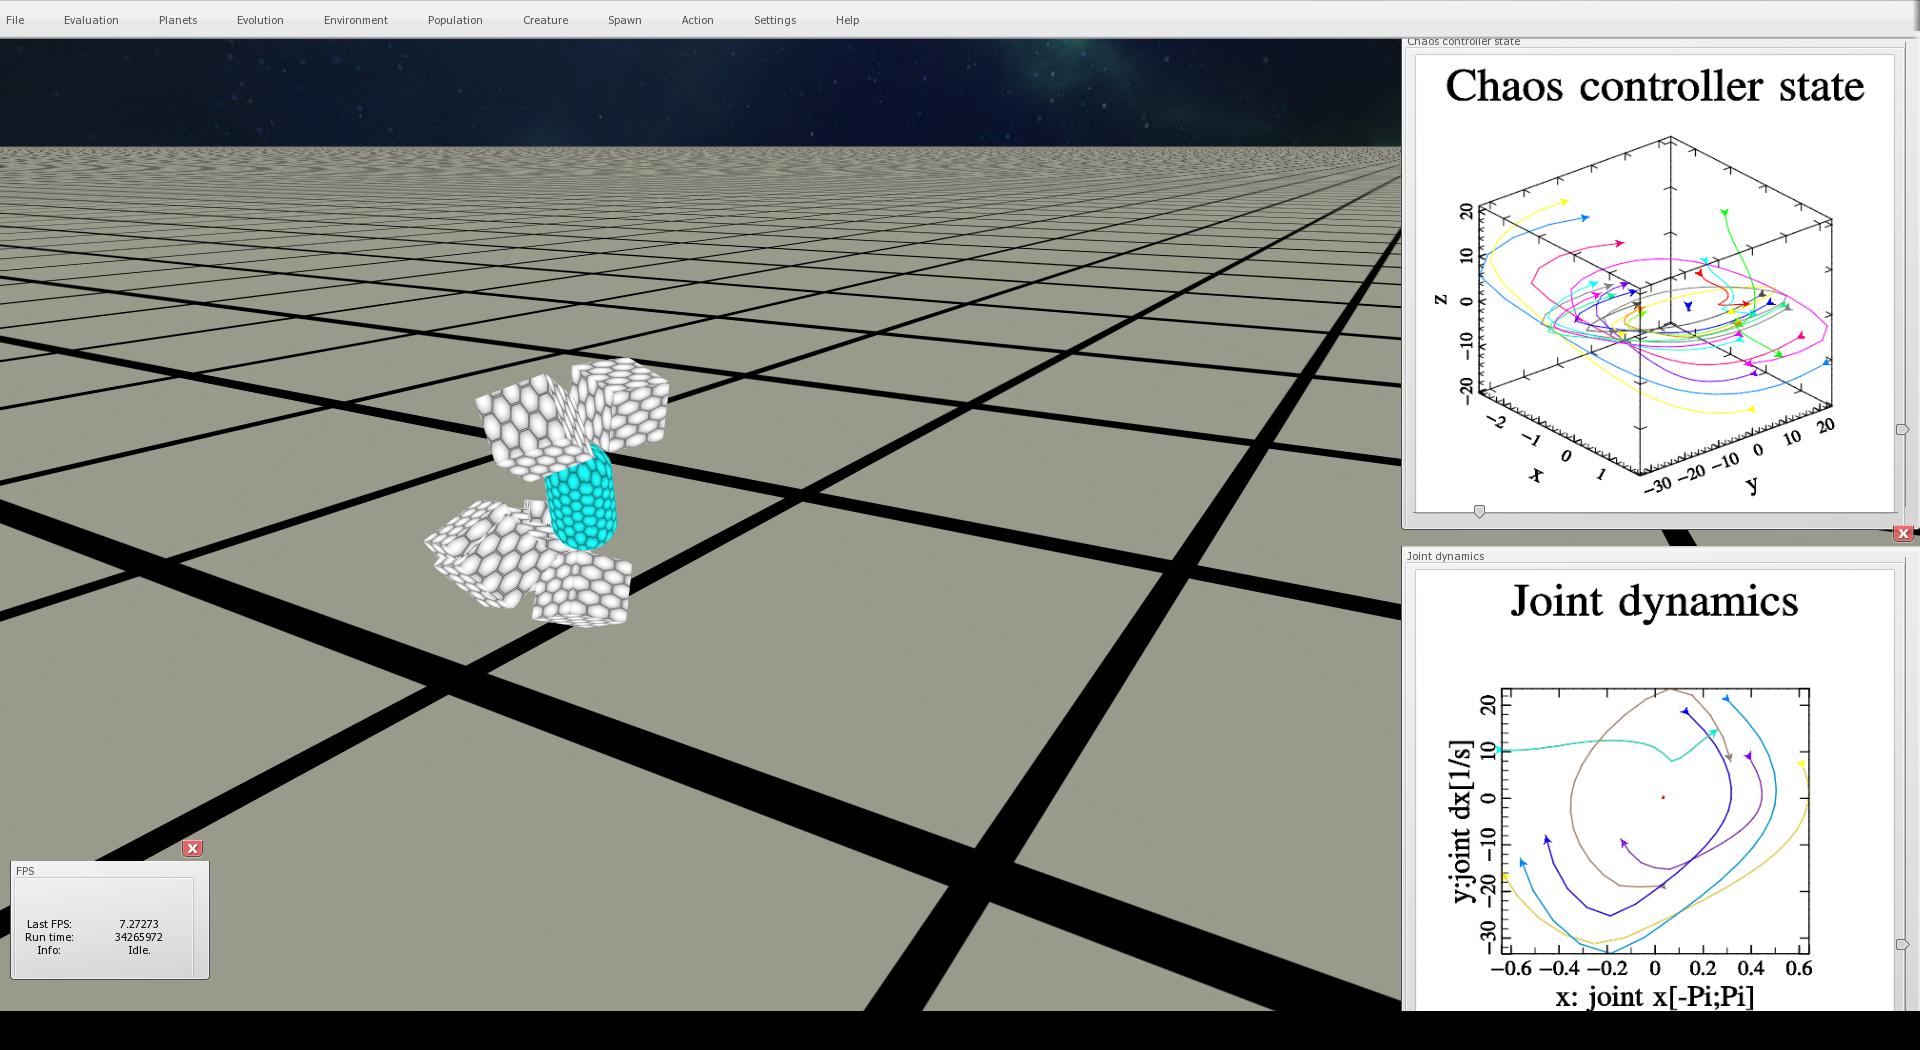 File Evaluation Planets Evolution Environment Population Creature Spawn Action Settings Help
Chaos controller state
Chaos controller state
20
10
0
−10
−20
z
−2
−1
0
1
x
−30
−20
−10
0
10
20
y
Joint dynamics
Joint dynamics
20
10
0
−10
−20
−30
y:joint dx[1/s]
−0.6 −0.4 −0.2 0 0.2 0.4 0.6
x: joint x[-Pi;Pi]
FPS
Last FPS: 7.27273
Run time: 34265972
Info: Idle.